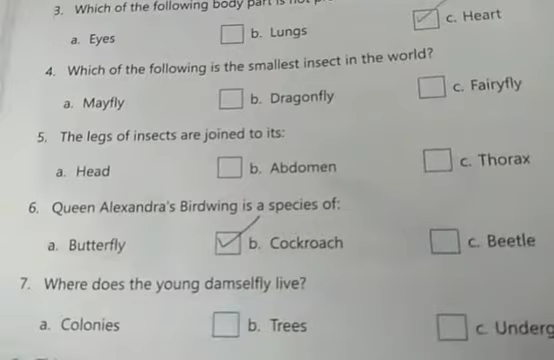 3. Which of the following body part is
a. Eyes b. Lungs c. Heart
4. Which of the following is the smallest insect in the world?
a. Mayfly b. Dragonfly c. Fairyfly
5. The legs of insects are joined to its:
a. Head b. Abdomen c. Thorax
6. Queen Alexandra's Birdwing is a species of:
a. Butterfly b. Cockroach c. Beetle
7. Where does the young damselfly live?
a. Colonies b. Trees c. Underg